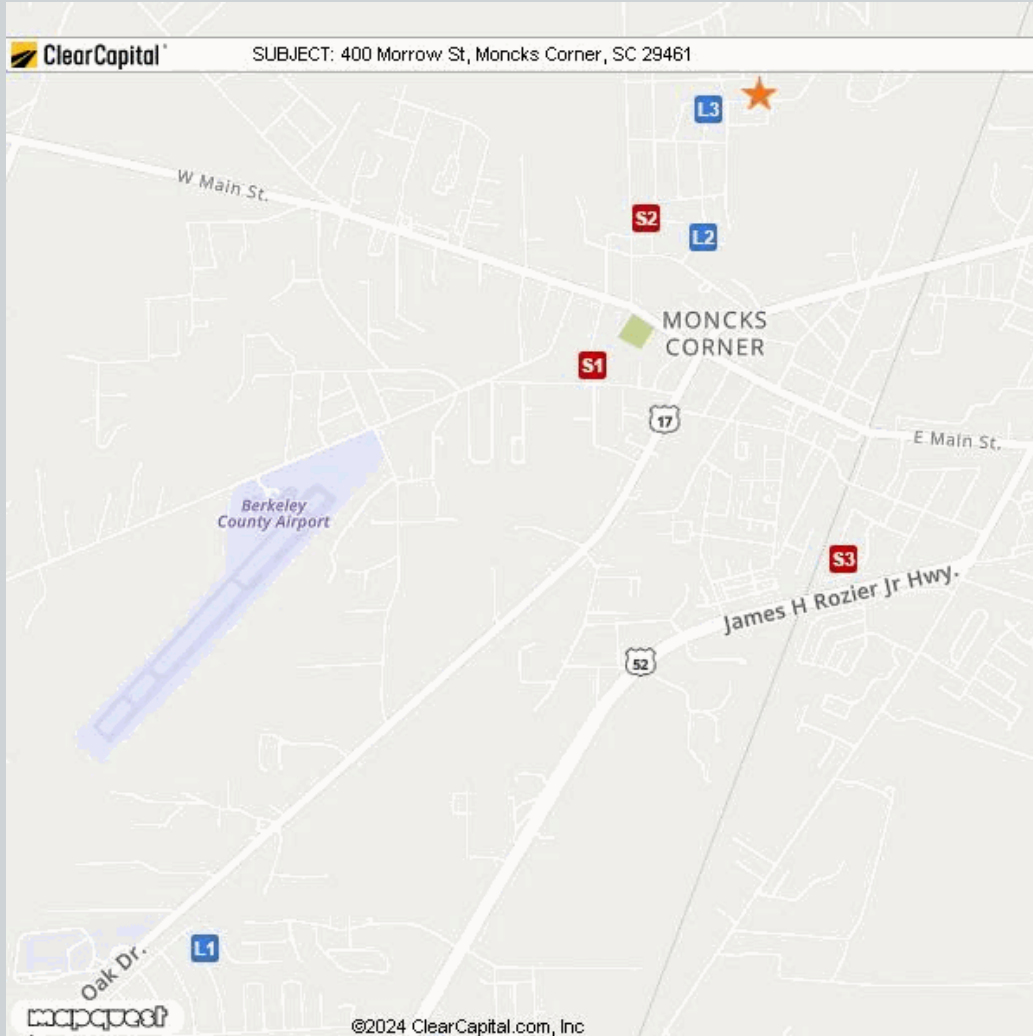 ClearCapital
SUBJECT: 400 Morrow St, Moncks Corner, SC 29461
L3
W Main St.
S2
L2
MONCKS
CORNER
S1
17
E Main St.
Berkeley
County Airport
S3
James H Rozier Jr Hwy.
52
L1
Oak Dr.
mapquest
©2024 ClearCapital.com, Inc